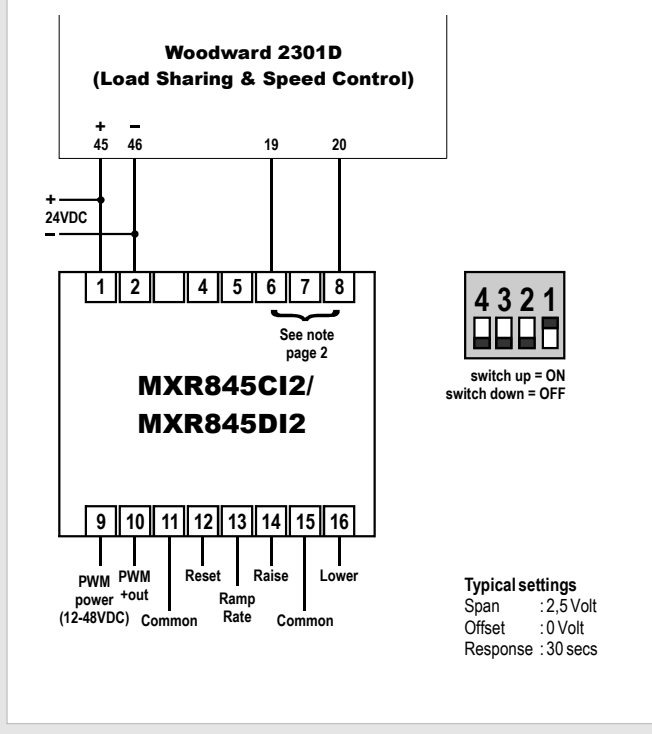 Woodward 2301D
(Load Sharing & Speed Control)
+ −
45 46 19 20
+
24VDC
−
1 2 4 5 6 7 8
See note
page 2
MXR845CI2/
MXR845DI2
4 3 2 1
switch up = ON
switch down = OFF
9 10 11 12 13 14 15 16
PWM
power
(12-48VDC)
PWM
+out
Common
Reset
Ramp
Rate
Raise
Common
Lower
Typical settings
Span : 2,5 Volt
Offset : 0 Volt
Response : 30 secs